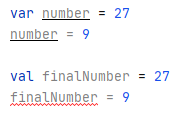 var number = 27
number = 9
val finalNumber = 27
finalNumber = 9